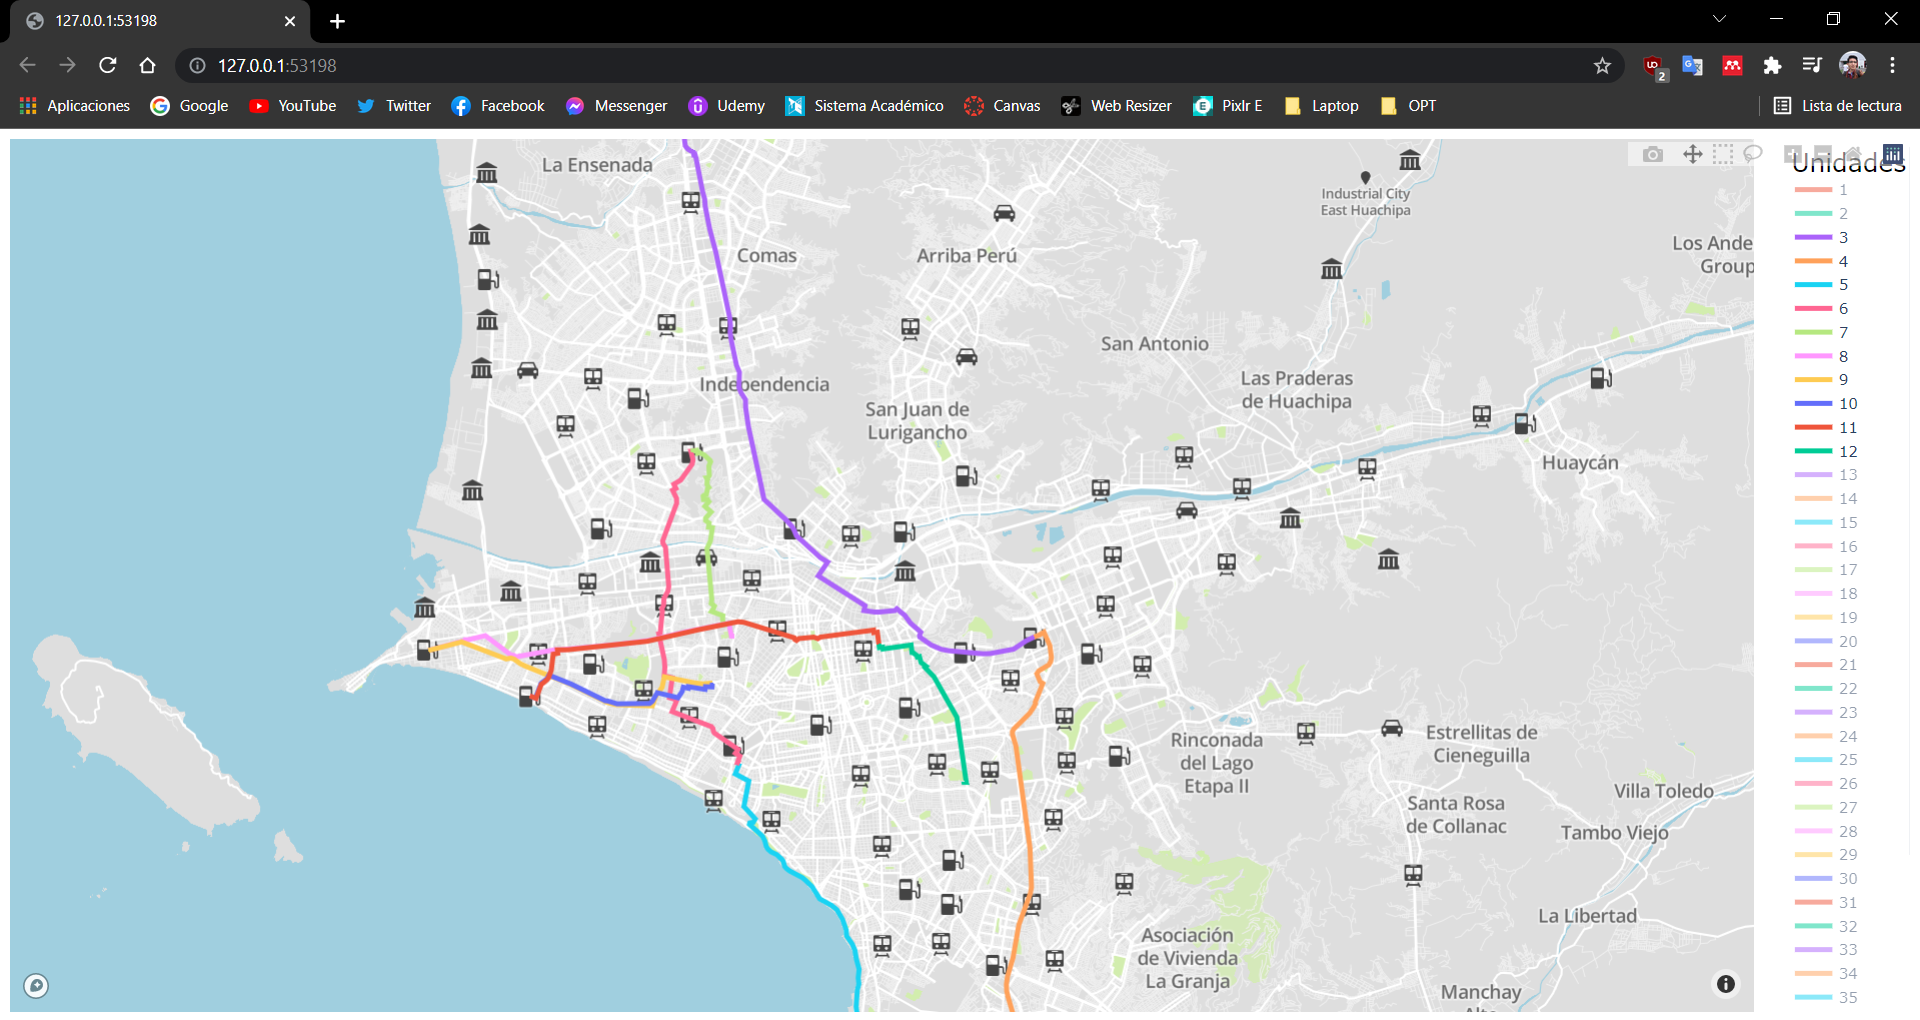 127.0.0.1:53198
127.0.0.1:53198
2
Aplicaciones
Google
YouTube
Twitter
Facebook
Messenger
Udemy
Sistema Académico
Canvas
Web Resizer
Pixlr E
Laptop
OPT
Lista de lectura
La Ensenada
Comas
Arriba Perú
Industrial City
East Huachipa
Los Ande
Group
San Antonio
Independencia
San Juan de
Lurigancho
Las Praderas
de Huachipa
Huaycán
Rinconada
del Lago
Etapa II
Estrellitas de
Cieneguilla
Villa Toledo
Santa Rosa
de Collanac
Tambo Viejo
La Libertad
Asociación
de Vivienda
La Granja
Manchay
Unidades
1
2
3
4
5
6
7
8
9
10
11
12
13
14
15
16
17
18
19
20
21
22
23
24
25
26
27
28
29
30
31
32
33
34
35